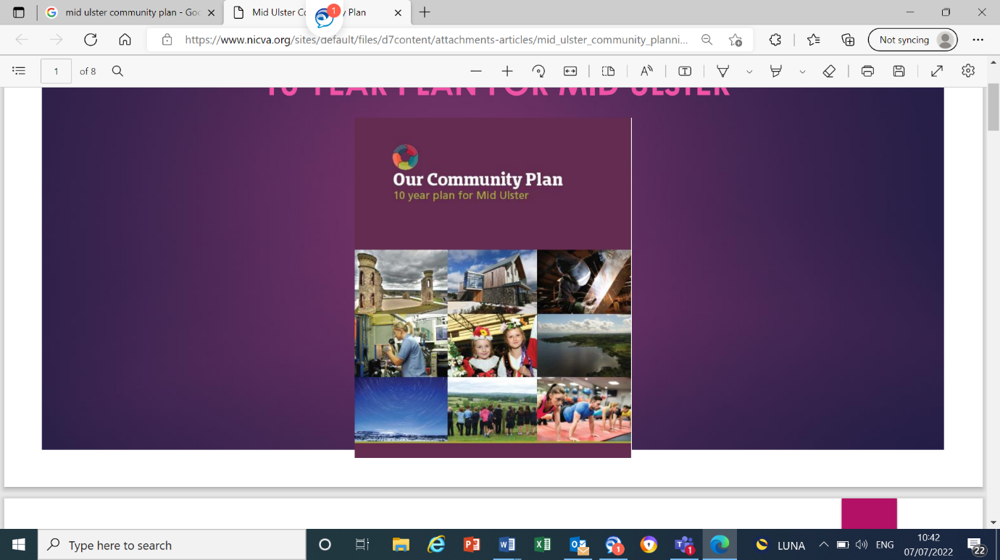 mid ulster community plan - Goo
Mid Ulster Co
y Plan
1
https://www.nicva.org/sites/default/files/d7content/attachments-articles/mid_ulster_community_planni...
Not syncing
1
of 8
10 YEAR PLAN FOR MID ULSTER
Our Community Plan
10 year plan for Mid Ulster
Type here to search
1
1
LUNA
ENG
10:42
07/07/2022
22